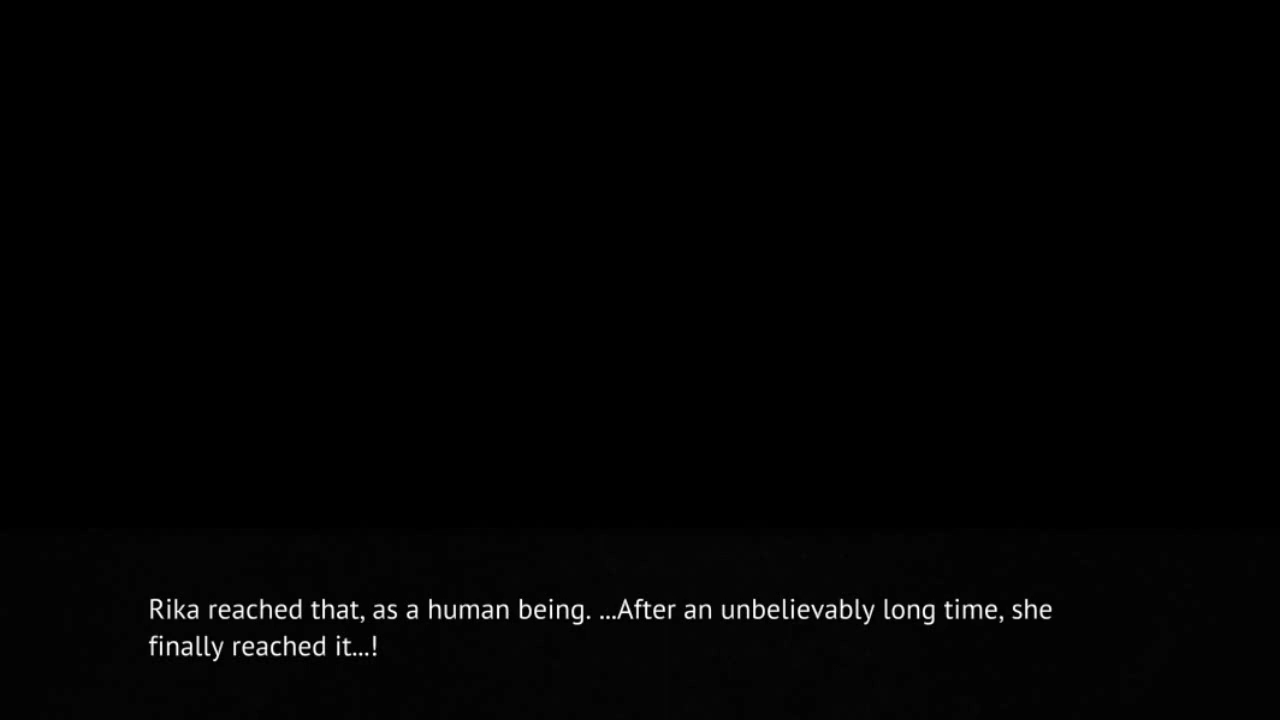 Rika reached that, as a human being. ...After an unbelievably long time, she
finally reached it...!